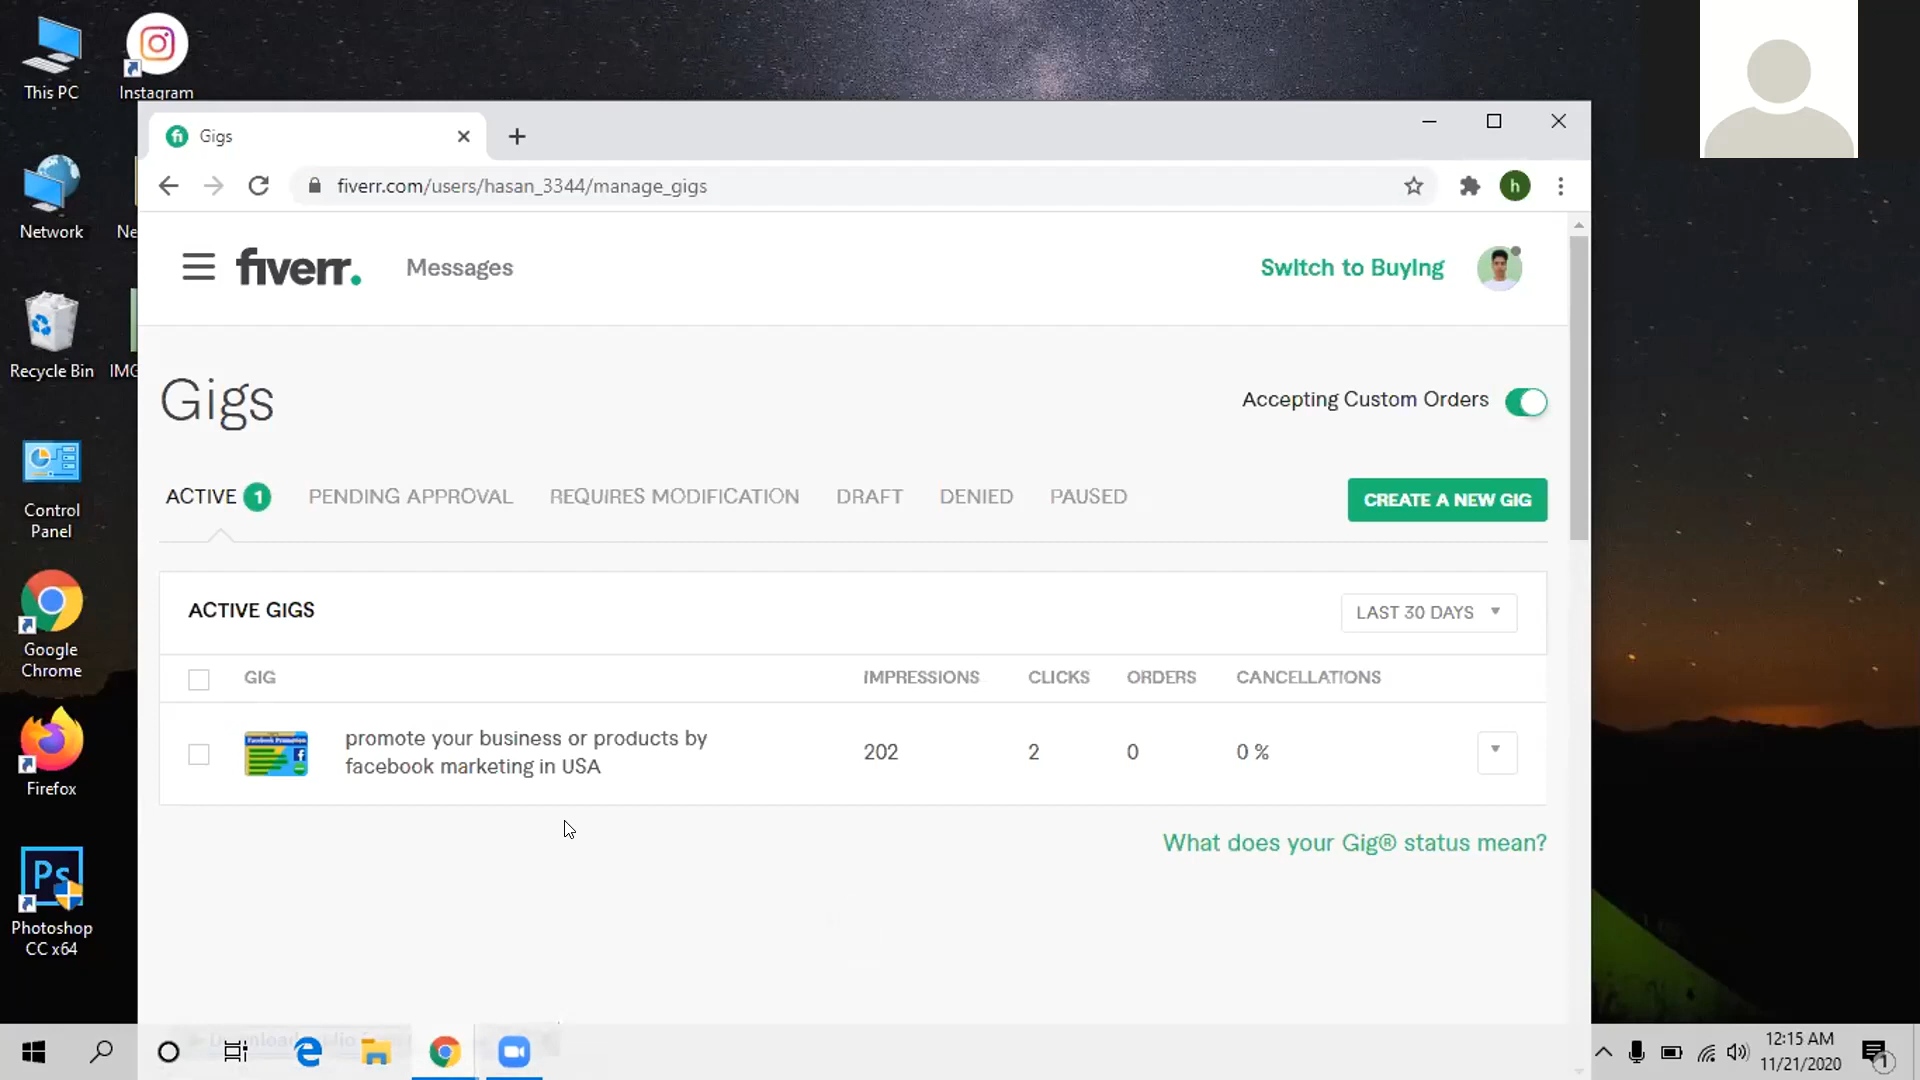 This PC
Instagram
Network
Ne
Recycle Bin
IMG
Control
Panel
Google
Chrome
Firefox
Ps
Photoshop
CC x64
fi
Gigs
fiverr.com/users/hasan_3344/manage_gigs
h
fiverr.
Messages
Switch to Buying
Gigs
Accepting Custom Orders
ACTIVE 1
PENDING APPROVAL
REQUIRES MODIFICATION
DRAFT
DENIED
PAUSED
CREATE A NEW GIG
ACTIVE GIGS
LAST 30 DAYS
GIG
IMPRESSIONS
CLICKS
ORDERS
CANCELLATIONS
promote your business or products by
facebook marketing in USA
202
2
0
0 %
What does your Gig® status mean?
12:15 AM
11/21/2020
1